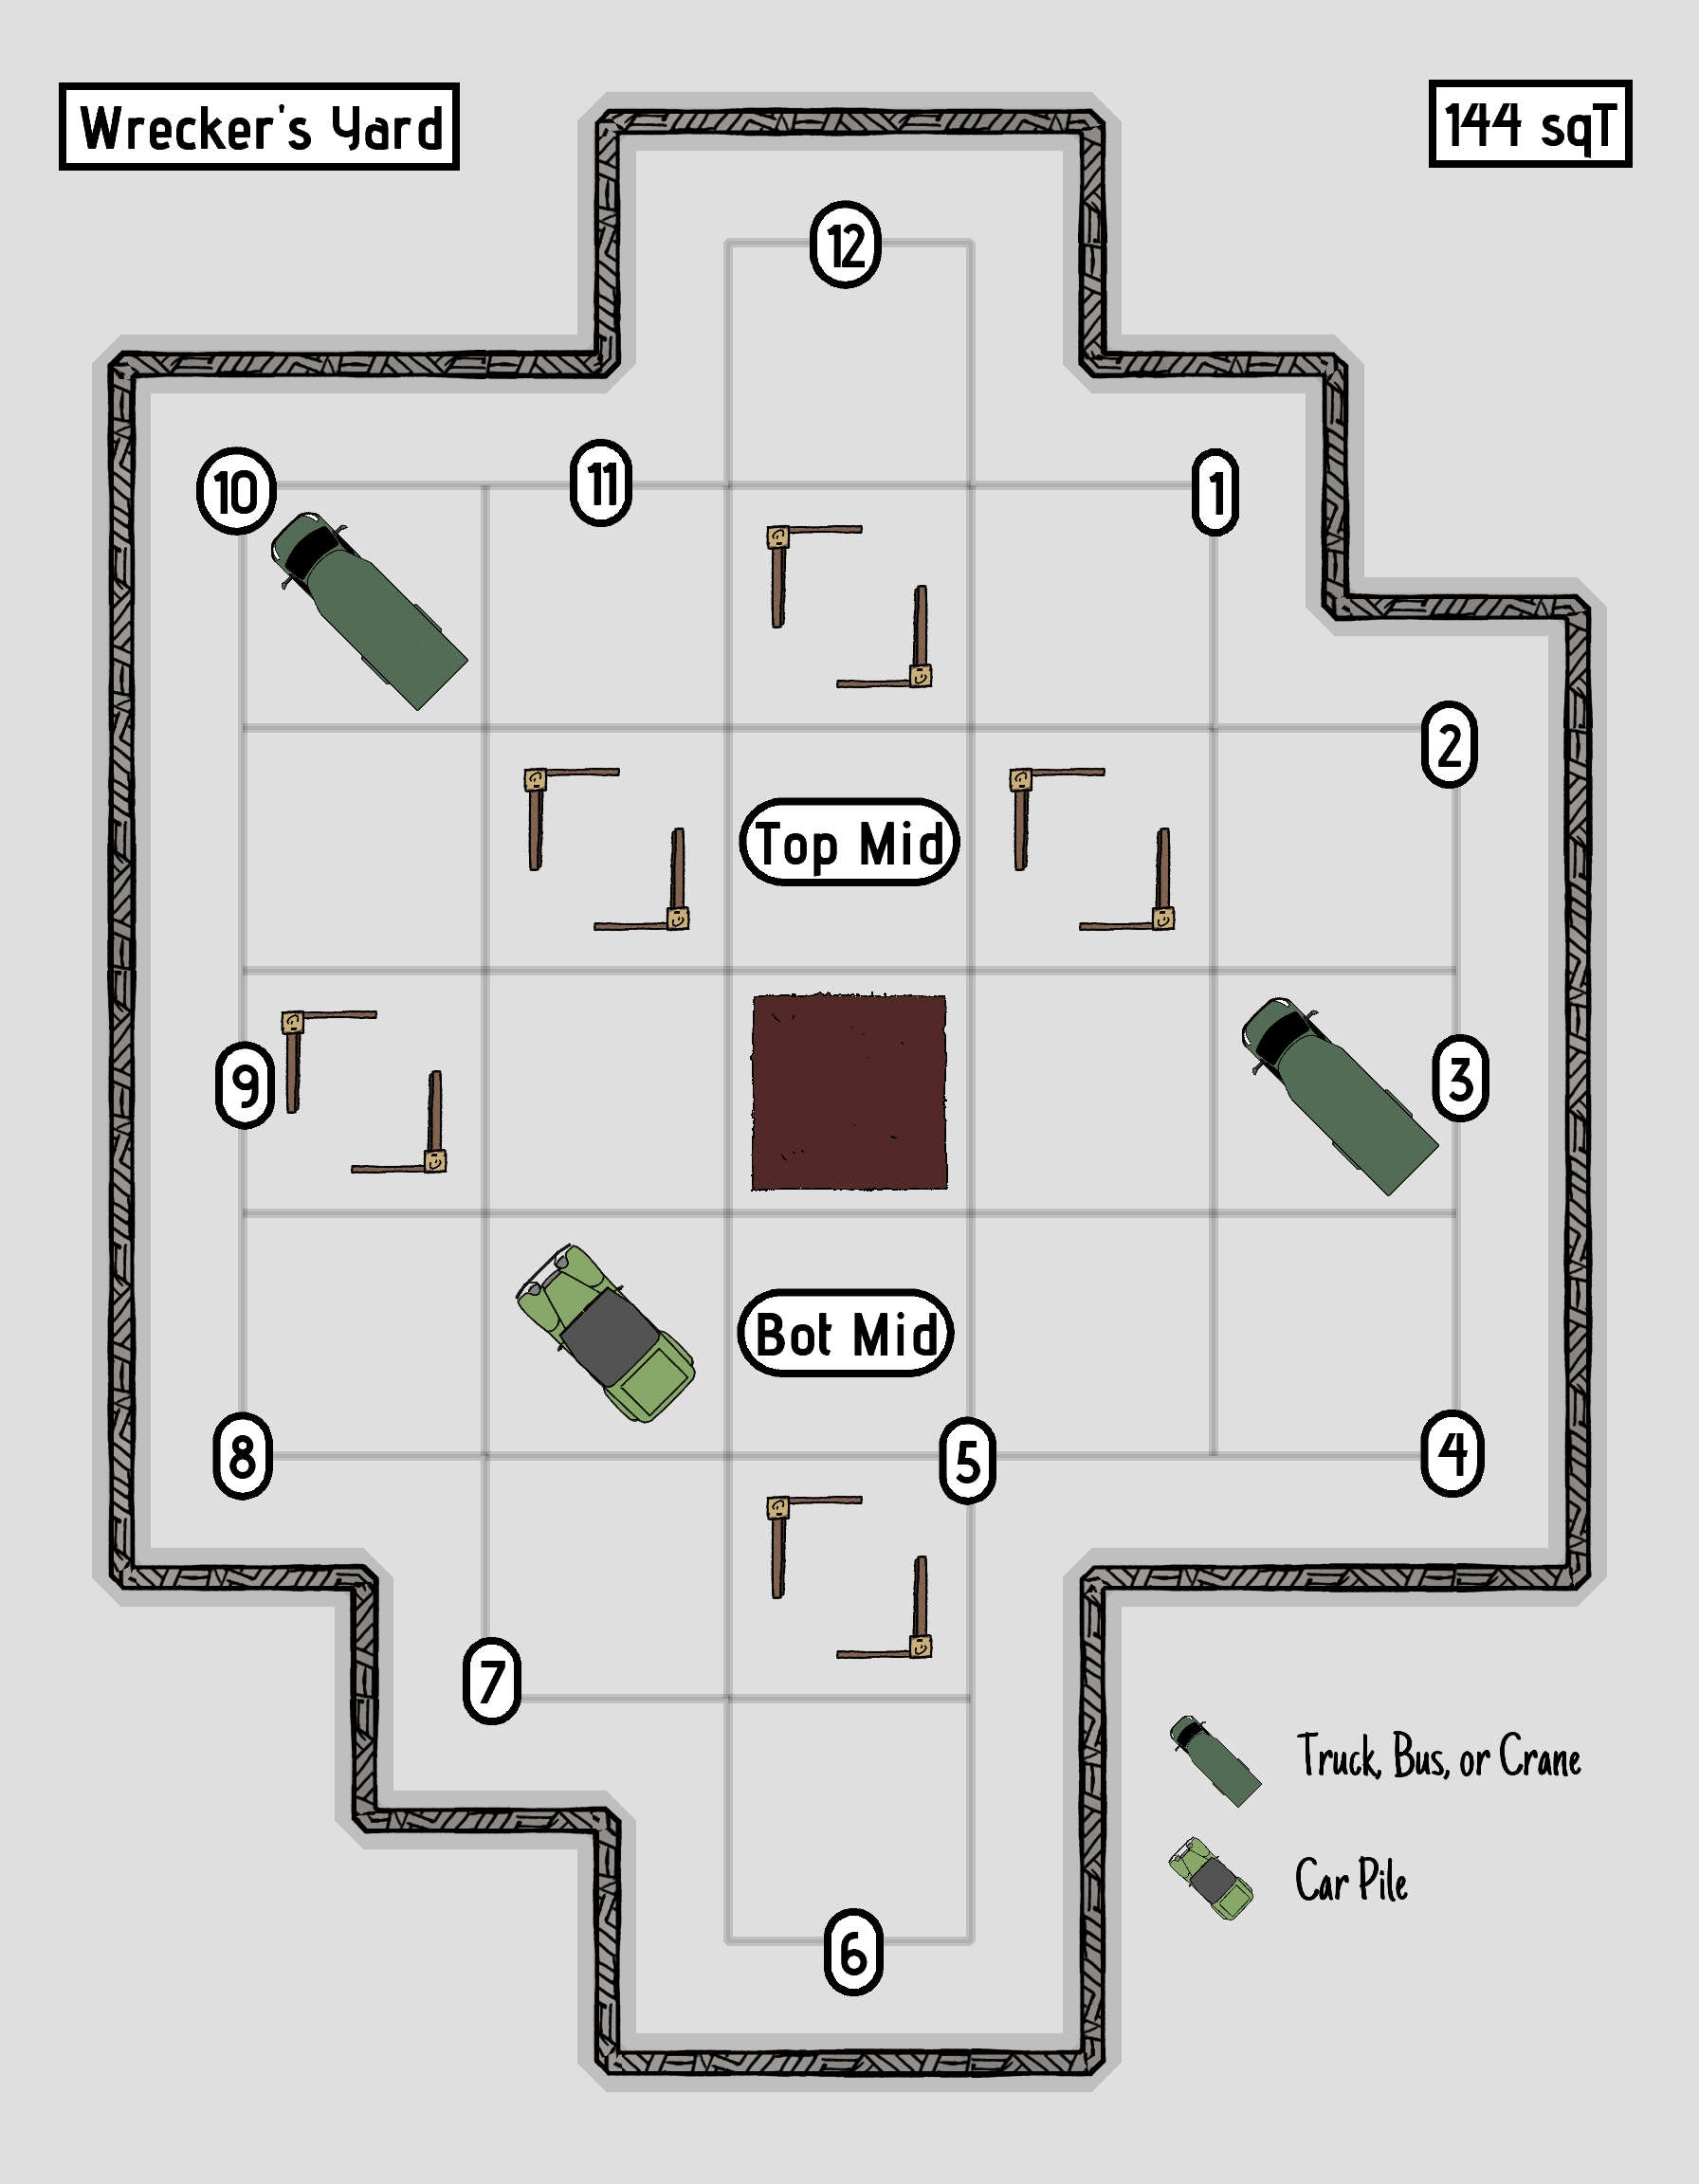 Wrecker's Yard
144 sqT
12
10
11
1
2
Top Mid
9
3
Bot Mid
8
5
4
7
Truck, Bus, or Crane
Car Pile
6